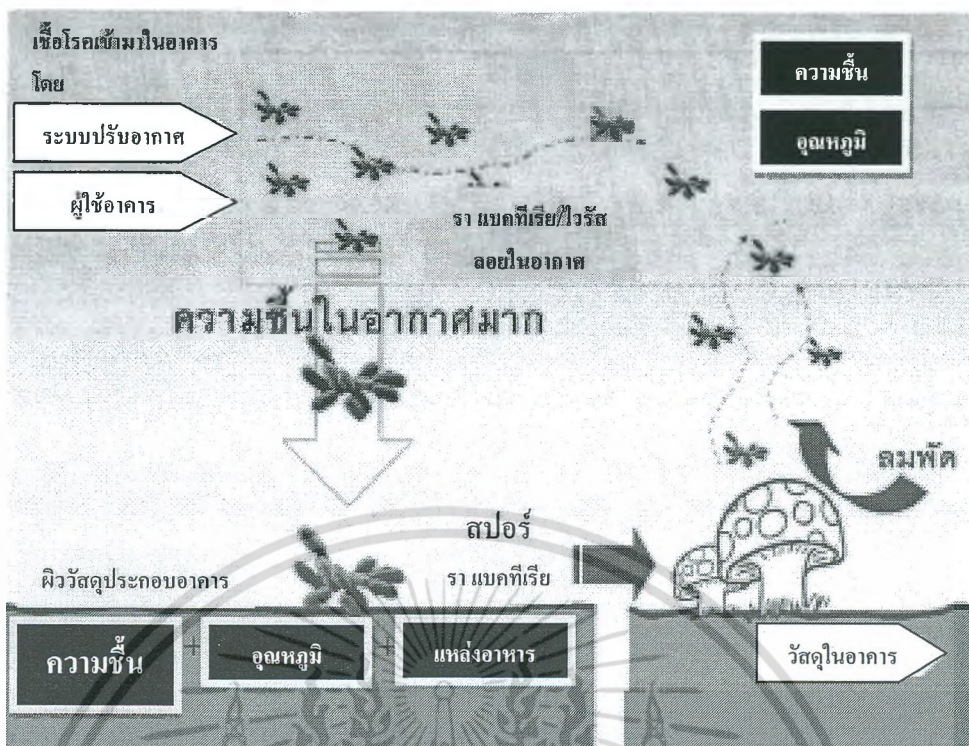 เชื้อโรคเข้ามาในอาคาร
โดย
ระบบปรับอากาศ
ผู้ใช้อาคาร
ความชื้น
อุณหภูมิ
รา แบคทีเรีย/ไวรัส
ลอยในอากาศ
ความชื้นในอากาศมาก
ลมพัด
สปอร์
รา แบคทีเรีย
ผิววัสดุประกอบอาคาร
ความชื้น + อุณหภูมิ + แหล่งอาหาร
วัสดุในอาคาร